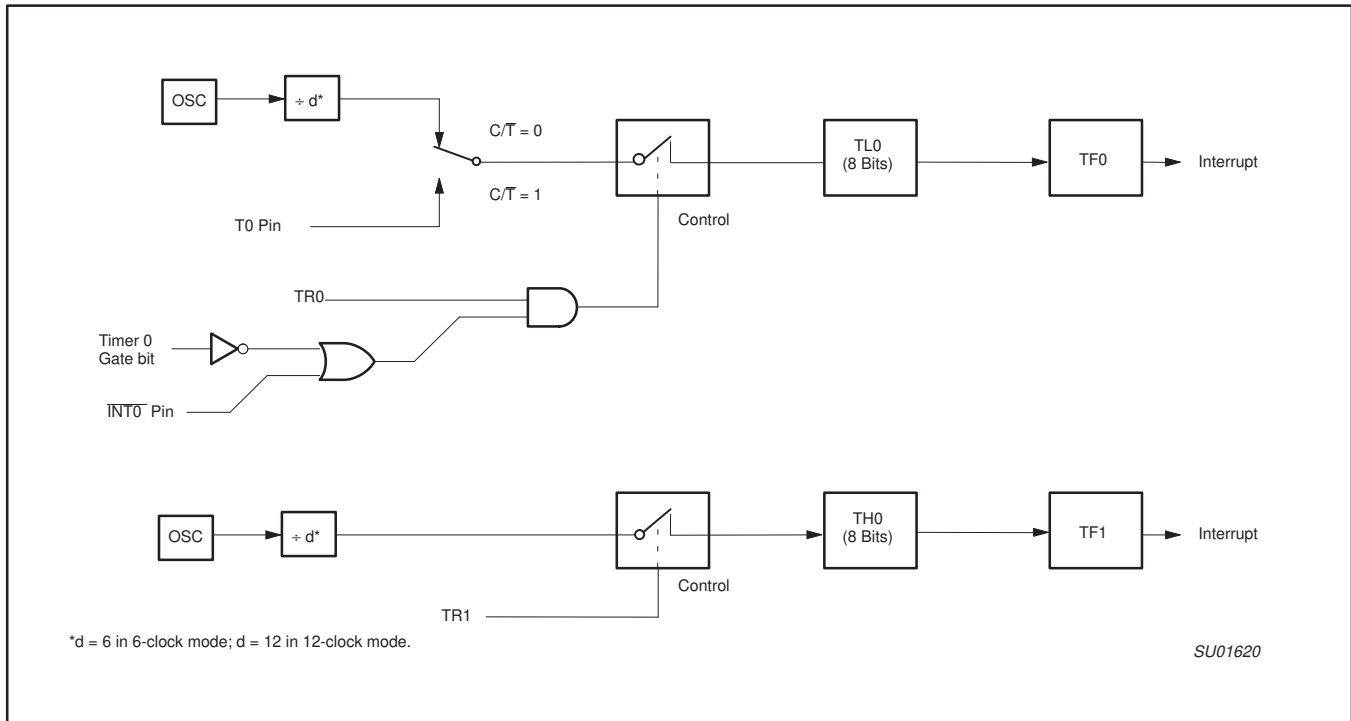 OSC
÷ d*
C/T̅ = 0
C/T̅ = 1
T0 Pin
Control
TL0
(8 Bits)
TF0
Interrupt
TR0
Timer 0
Gate bit
I̅N̅T̅0̅ Pin
OSC
÷ d*
Control
TH0
(8 Bits)
TF1
Interrupt
TR1
*d = 6 in 6-clock mode; d = 12 in 12-clock mode.
SU01620